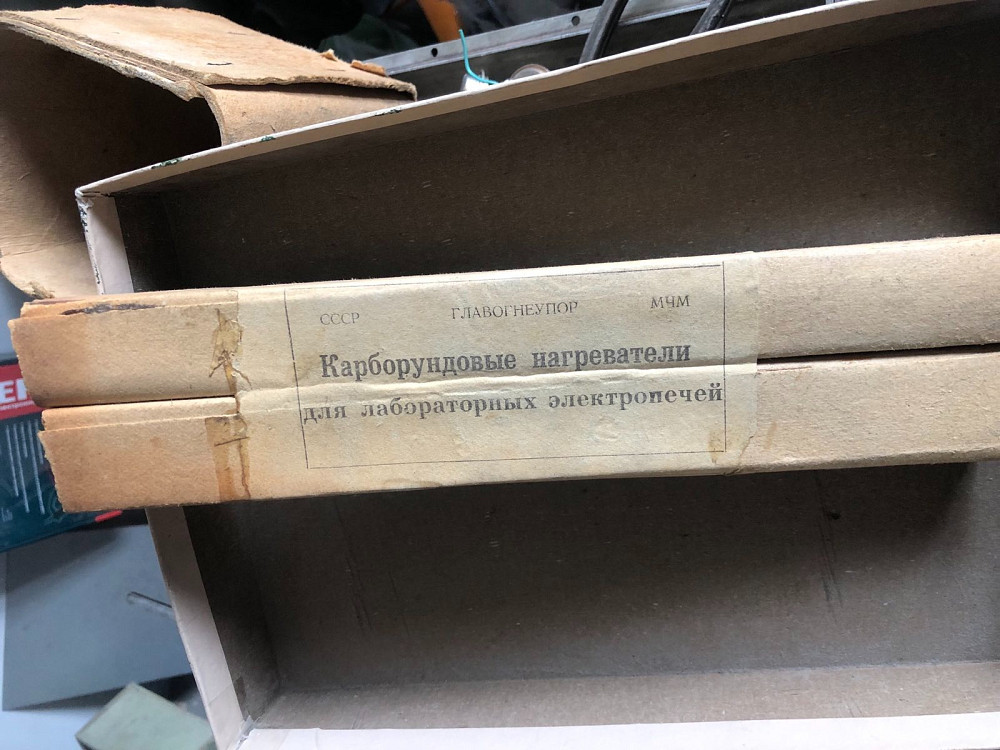 СССР ГЛАВОГНЕУПОР МЧМ
Карборундовые нагреватели
для лабораторных электропечей